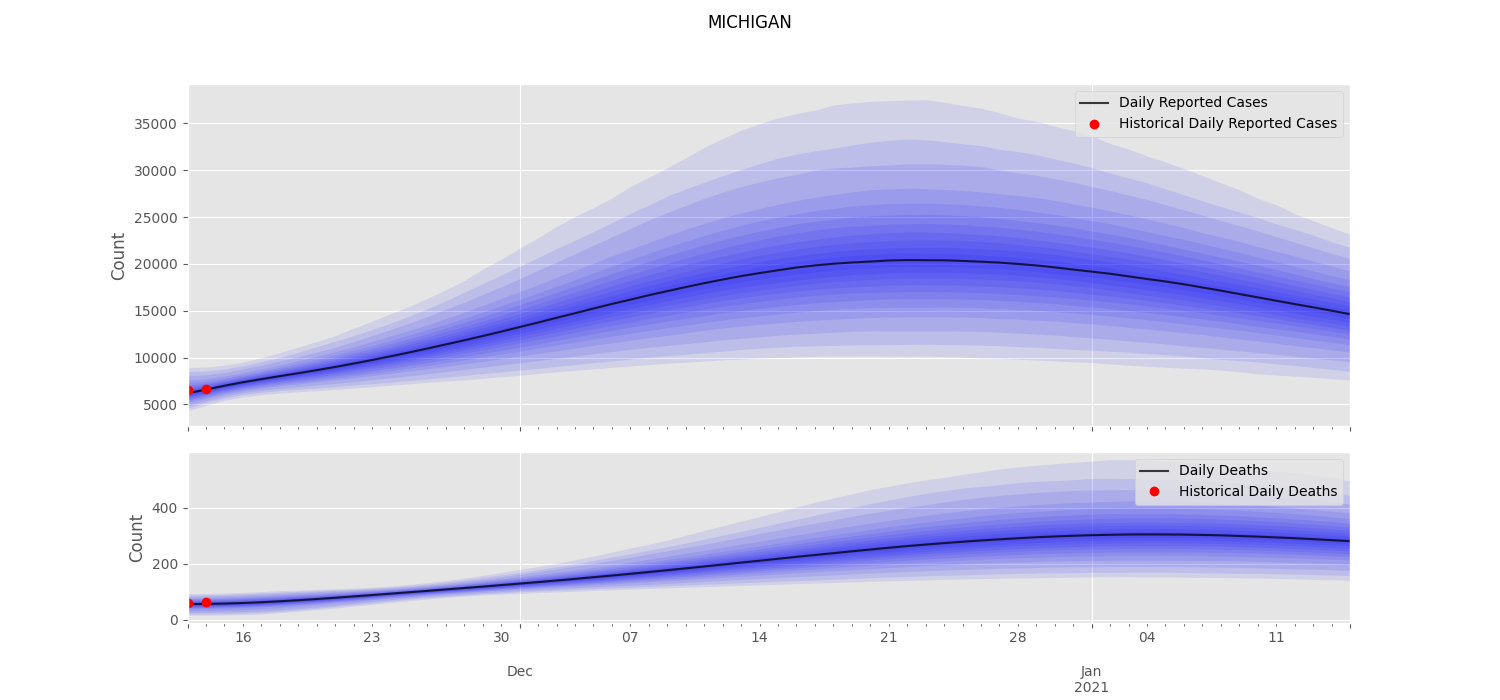 MICHIGAN
Count
35000
30000
25000
20000
15000
10000
5000
Daily Reported Cases
Historical Daily Reported Cases
Count
400
200
0
Daily Deaths
Historical Daily Deaths
16 23 30 07 14 21 28 04 11
Dec Jan
2021